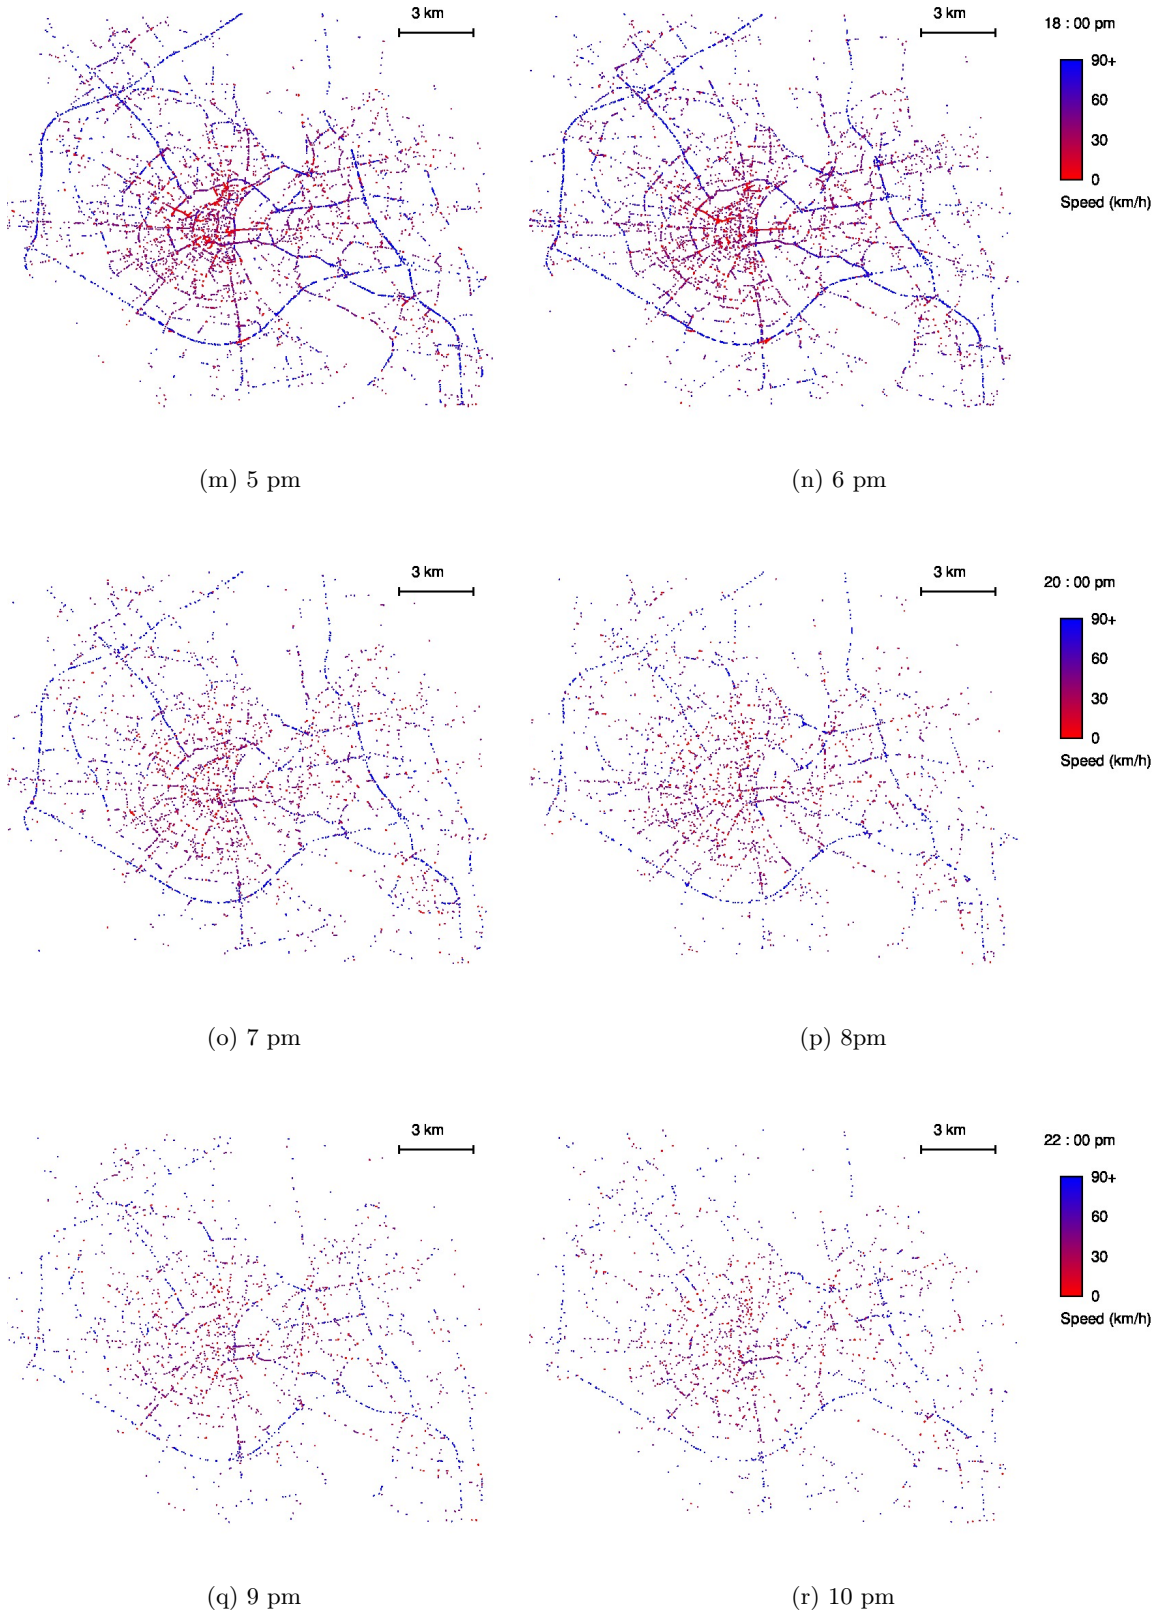 3 km
3 km
18 : 00 pm
90+
60
30
0
Speed (km/h)
(m) 5 pm
(n) 6 pm
3 km
3 km
20 : 00 pm
90+
60
30
0
Speed (km/h)
(o) 7 pm
(p) 8pm
3 km
3 km
22 : 00 pm
90+
60
30
0
Speed (km/h)
(q) 9 pm
(r) 10 pm